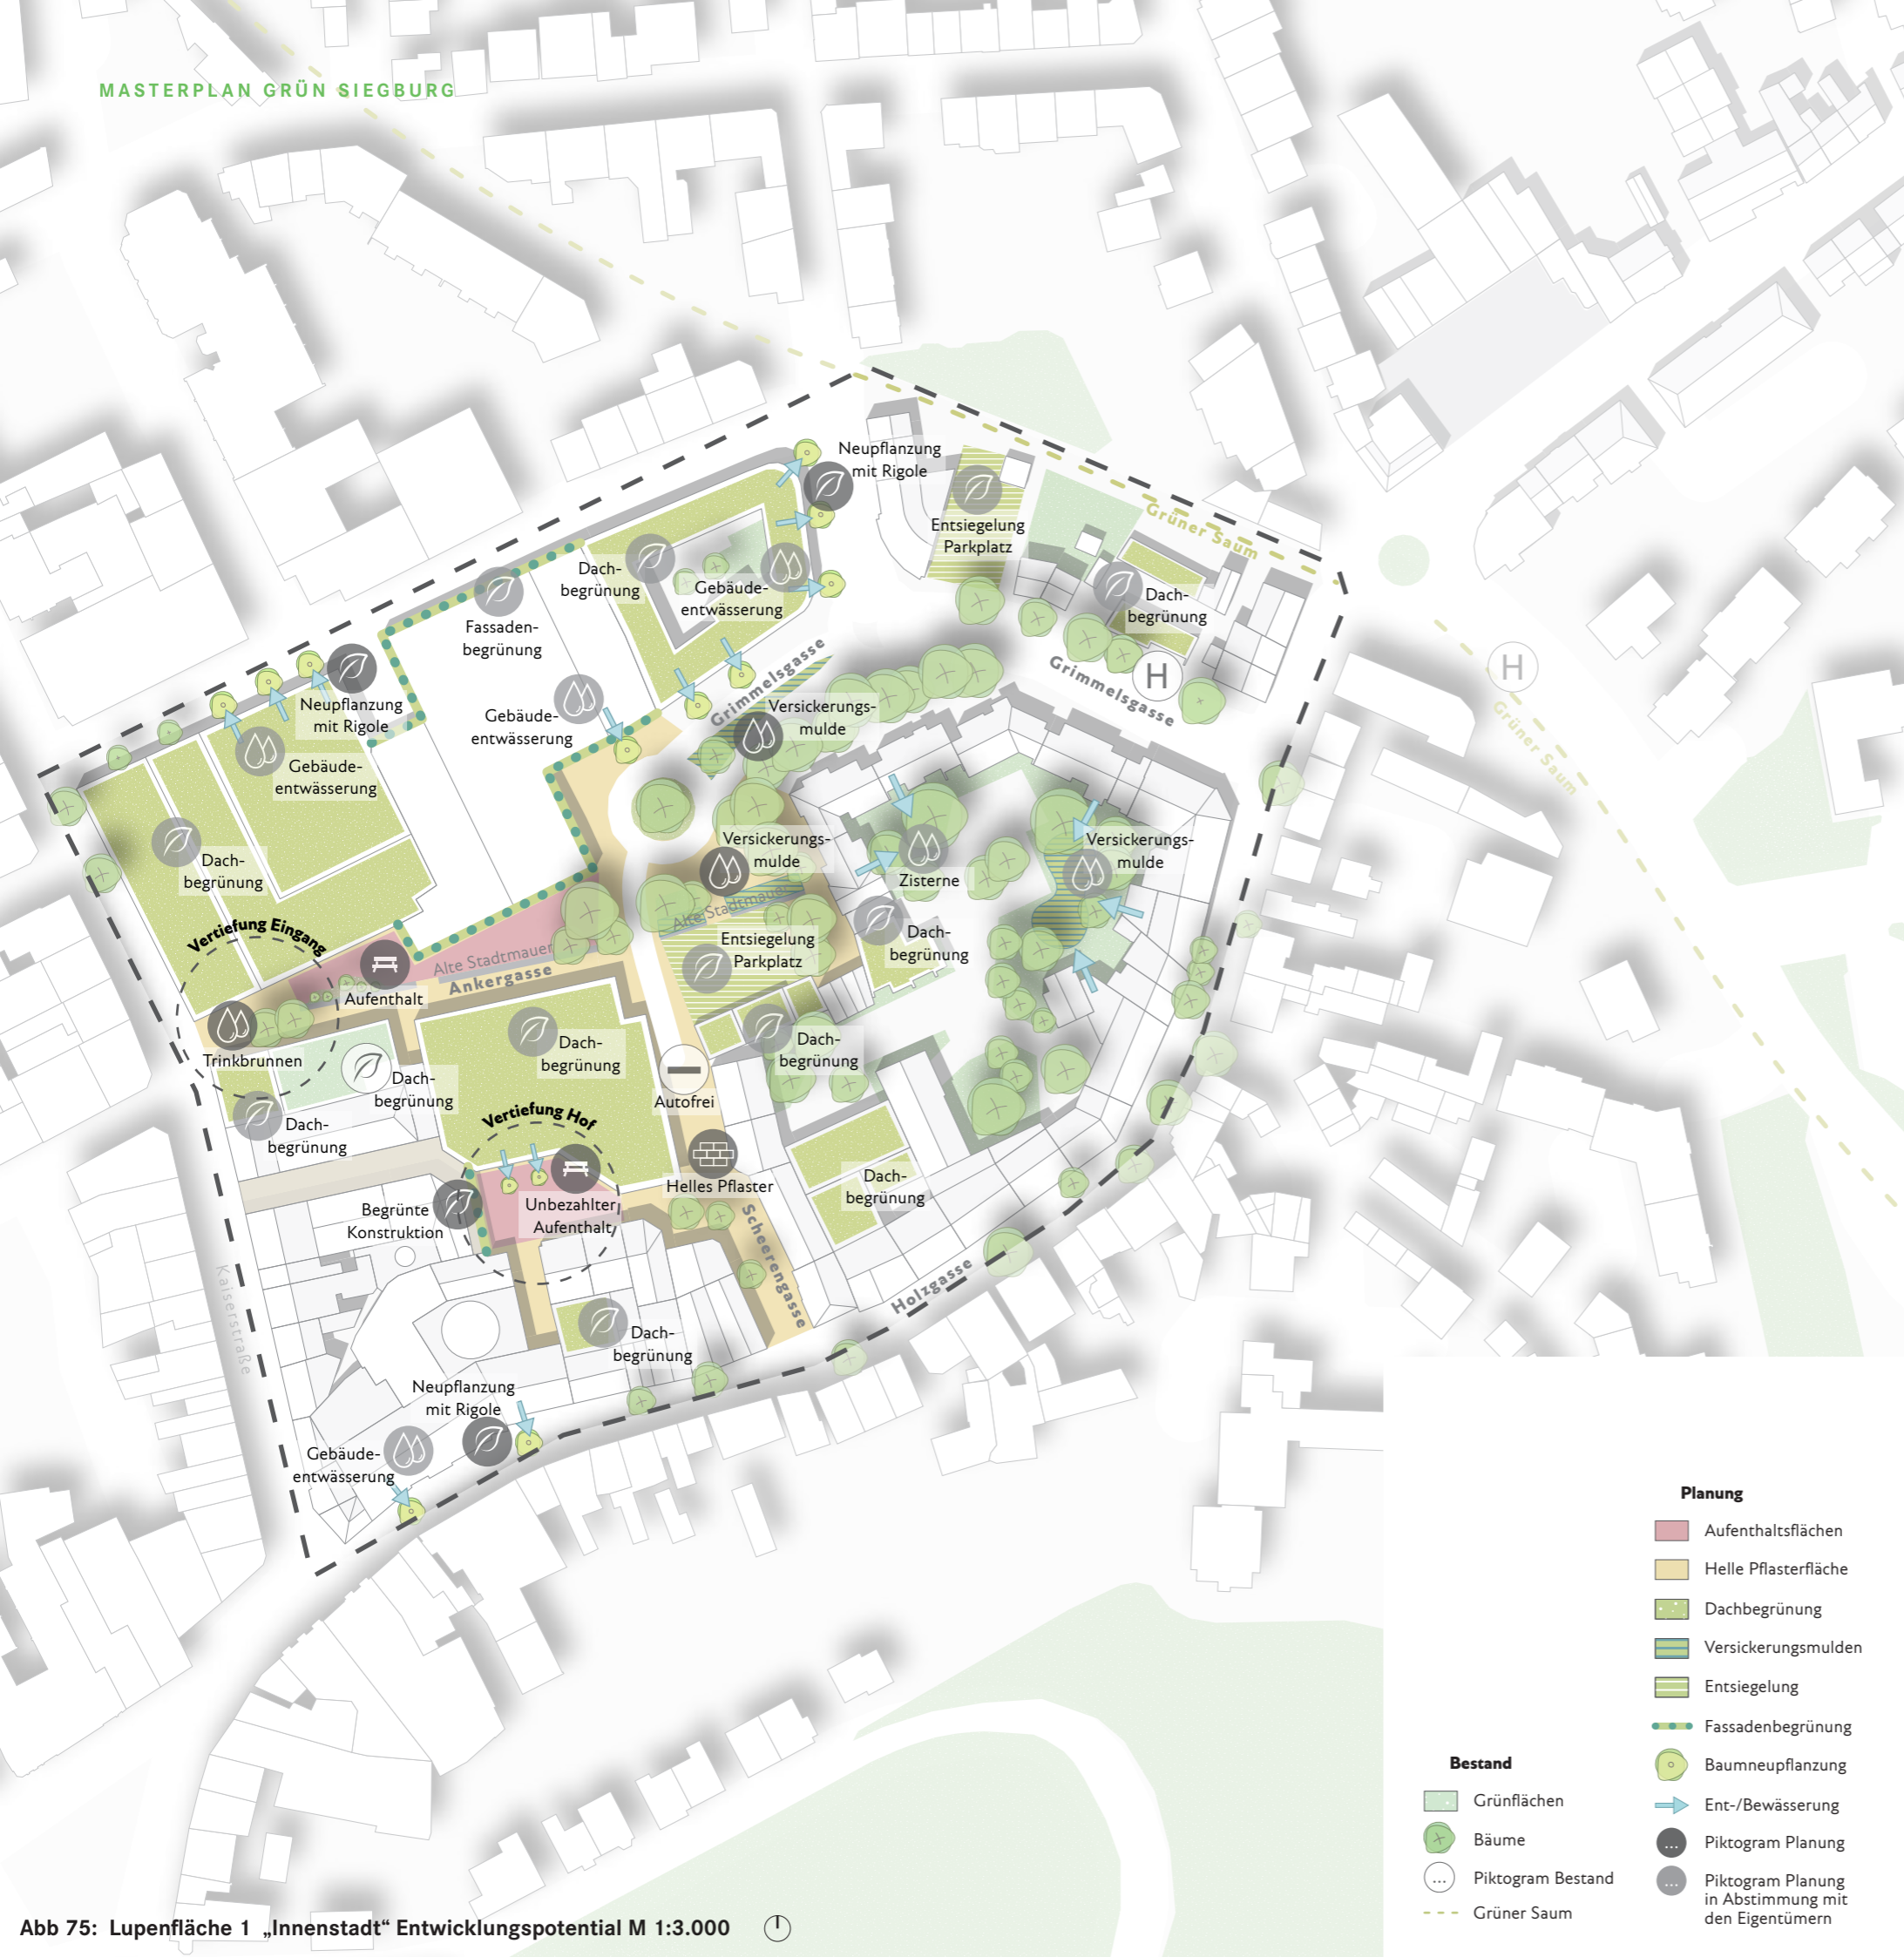 MASTERPLAN GRÜN SIEGBURG
Neupflanzung
mit Rigole
Entsiegelung
Parkplatz
Grüner Saum
Dach-
begrünung
Gebäude-
entwässerung
Dach-
begrünung
Fassaden-
begrünung
Grimmelsgasse
Grimmelsgasse
H
H
Grüner Saum
Neupflanzung
mit Rigole
Gebäude-
entwässerung
Versickerungs-
mulde
Gebäude-
entwässerung
Versickerungs-
mulde
Versickerungs-
mulde
Dach-
begrünung
Zisterne
Alte Stadtmauer
Vertiefung Eingang
Entsiegelung
Parkplatz
Dach-
begrünung
Alte Stadtmauer
Ankergasse
Aufenthalt
Trinkbrunnen
Dach-
begrünung
Dach-
begrünung
Dach-
begrünung
Autofrei
Vertiefung Hof
Dach-
begrünung
Helles Pflaster
Dach-
begrünung
Begrünte
Konstruktion
Unbezahlter
Aufenthalt
Scheerengasse
Holzgasse
Kaiserstraße
Dach-
begrünung
Neupflanzung
mit Rigole
Gebäude-
entwässerung
Planung
Aufenthaltsflächen
Helle Pflasterfläche
Dachbegrünung
Versickerungsmulden
Entsiegelung
Fassadenbegrünung
Baumneupflanzung
Ent-/Bewässerung
... Piktogram Planung
... Piktogram Planung
in Abstimmung mit
den Eigentümern
Bestand
Grünflächen
Bäume
... Piktogram Bestand
Grüner Saum
Abb 75: Lupenfläche 1 „Innenstadt“ Entwicklungspotential M 1:3.000